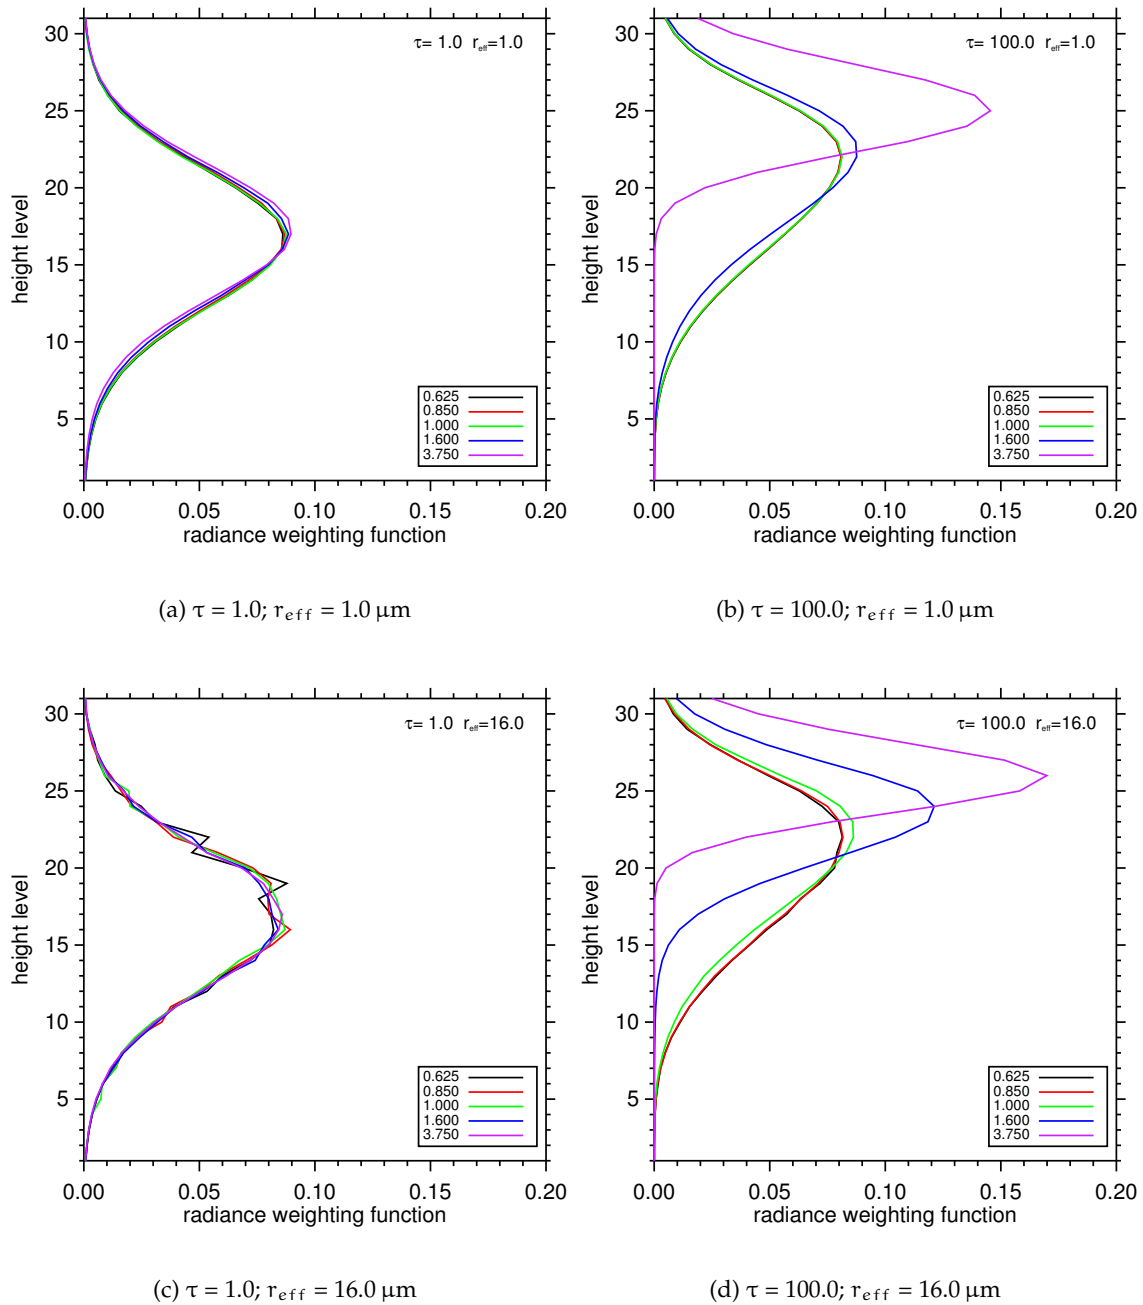 τ= 1.0 reff=1.0
30
25
20
15
10
5
height level
0.625
0.850
1.000
1.600
3.750
0.00 0.05 0.10 0.15 0.20
radiance weighting function
(a) τ = 1.0; reff = 1.0 μm
τ= 100.0 reff=1.0
30
25
20
15
10
5
height level
0.625
0.850
1.000
1.600
3.750
0.00 0.05 0.10 0.15 0.20
radiance weighting function
(b) τ = 100.0; reff = 1.0 μm
τ= 1.0 reff=16.0
30
25
20
15
10
5
height level
0.625
0.850
1.000
1.600
3.750
0.00 0.05 0.10 0.15 0.20
radiance weighting function
(c) τ = 1.0; reff = 16.0 μm
τ= 100.0 reff=16.0
30
25
20
15
10
5
height level
0.625
0.850
1.000
1.600
3.750
0.00 0.05 0.10 0.15 0.20
radiance weighting function
(d) τ = 100.0; reff = 16.0 μm